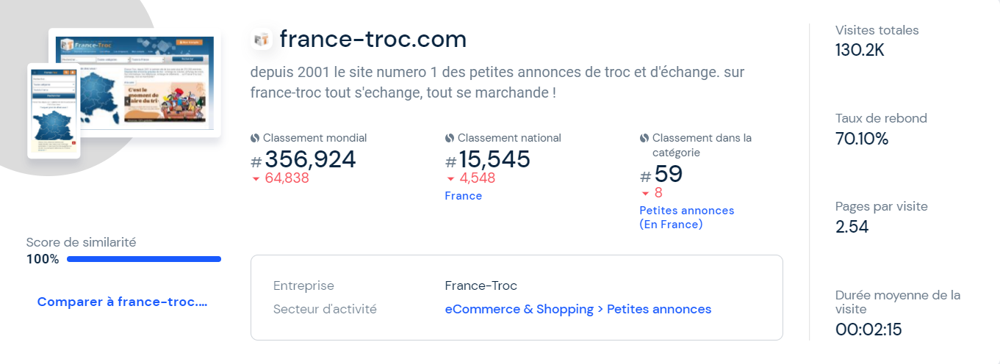 france-troc.com
depuis 2001 le site numero 1 des petites annonces de troc et d'échange. sur
france-troc tout s'echange, tout se marchande !
Classement mondial
#356,924
64,838
Classement national
#15,545
4,548
France
Classement dans la
catégorie
#59
8
Petites annonces
(En France)
Score de similarité
100%
Comparer à france-troc....
Entreprise
France-Troc
Secteur d'activité
eCommerce & Shopping > Petites annonces
Visites totales
130.2K
Taux de rebond
70.10%
Pages par visite
2.54
Durée moyenne de la
visite
00:02:15
France-Troc
C'est le
moment du